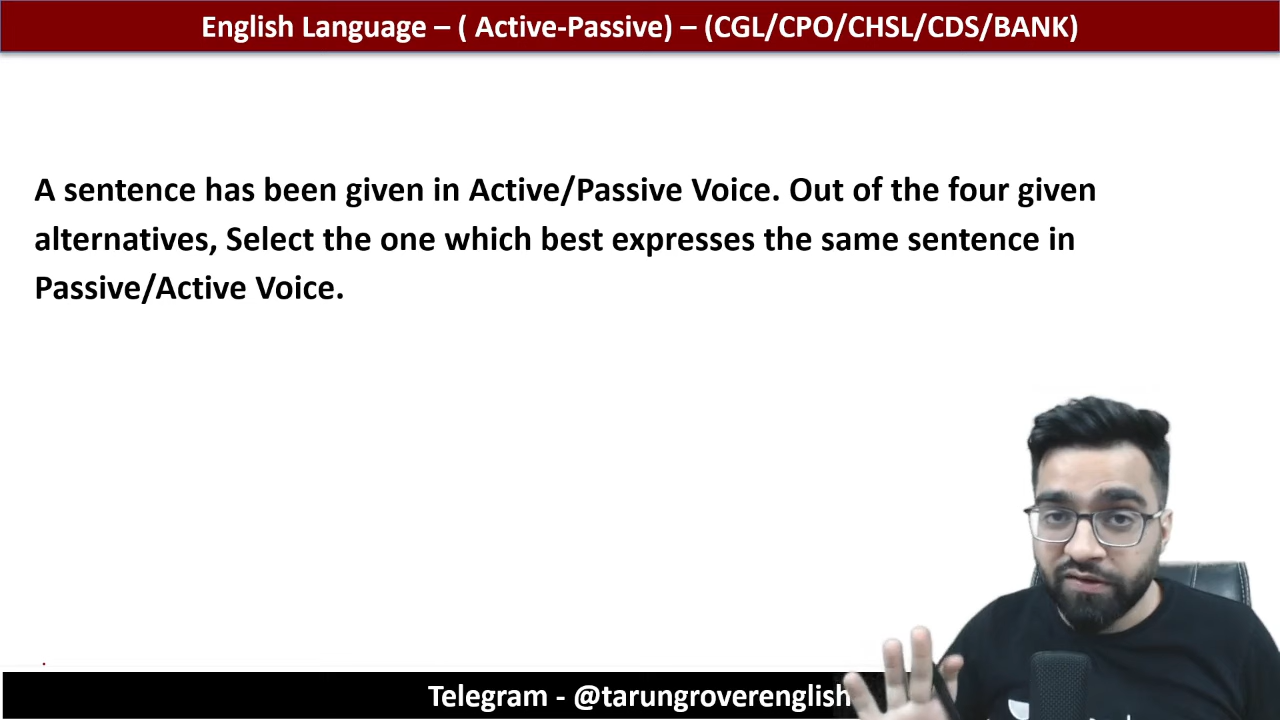 English Language – ( Active-Passive) – (CGL/CPO/CHSL/CDS/BANK)
A sentence has been given in Active/Passive Voice. Out of the four given
alternatives, Select the one which best expresses the same sentence in
Passive/Active Voice.
Telegram - @tarungroverenglish